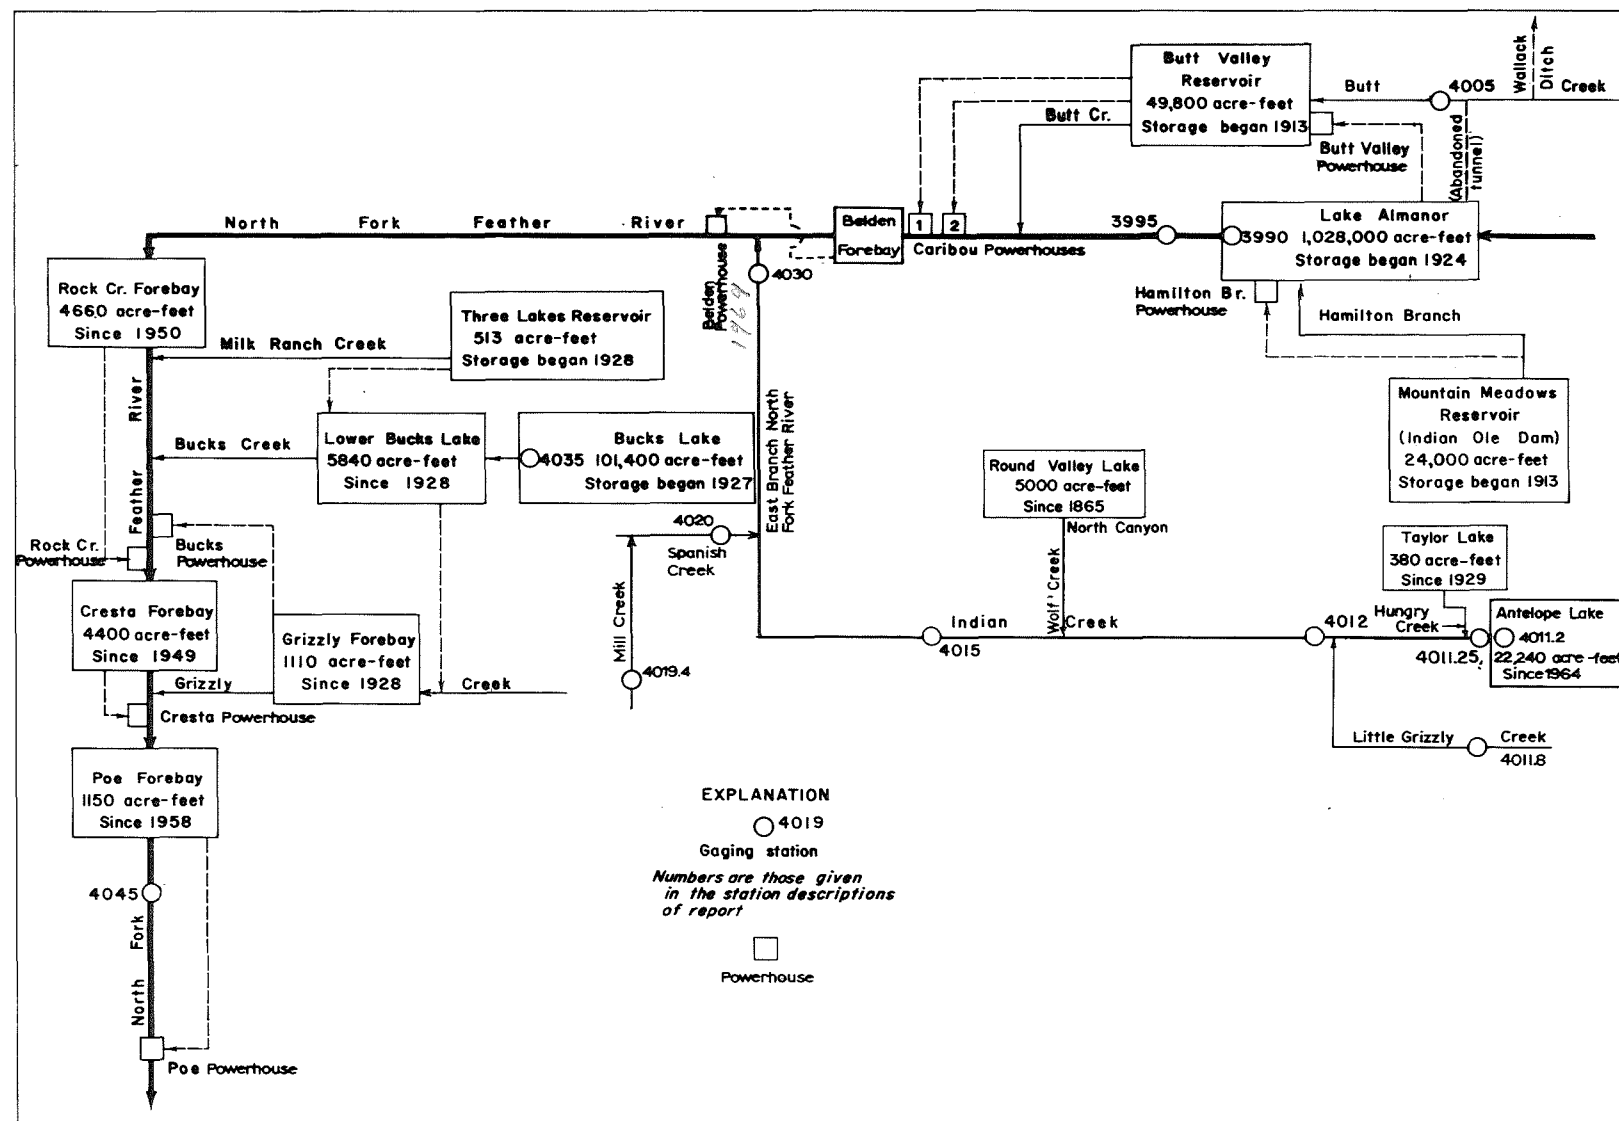 Wallack
Ditch
Butt Creek
4005
Butt Valley
Reservoir
49,800 acre-feet
Storage began 1913
Butt Cr.
Butt Valley
Powerhouse
(Abandoned
tunnel)
North Fork Feather River
Belden
Forebay
1
2
Caribou Powerhouses
3995
Lake Almanor
3990 1,028,000 acre-feet
Storage began 1924
Hamilton Br.
Powerhouse
Hamilton Branch
Belden
Powerhouse
1969
4030
Rock Cr. Forebay
4660 acre-feet
Since 1950
Milk Ranch Creek
Three Lakes Reservoir
513 acre-feet
Storage began 1928
Mountain Meadows
Reservoir
(Indian Ole Dam)
24,000 acre-feet
Storage began 1913
Feather River
Bucks Creek
Lower Bucks Lake
5840 acre-feet
Since 1928
Bucks Lake
4035 101,400 acre-feet
Storage began 1927
East Branch North
Fork Feather River
Round Valley Lake
5000 acre-feet
Since 1865
North Canyon
Wolf Creek
Rock Cr.
Powerhouse
Bucks
Powerhouse
4020
Spanish
Creek
Mill Creek
4019.4
Taylor Lake
380 acre-feet
Since 1929
Hungry
Creek
Antelope Lake
4011.2
22,240 acre-feet
Since 1964
4011.25
4012
Indian Creek
4015
Cresta Forebay
4400 acre-feet
Since 1949
Grizzly Forebay
1110 acre-feet
Since 1928
Grizzly Creek
Cresta Powerhouse
Little Grizzly Creek
4011.8
Poe Forebay
1150 acre-feet
Since 1958
4045
North Fork
Poe Powerhouse
EXPLANATION
4019
Gaging station
Numbers are those given
in the station descriptions
of report
Powerhouse